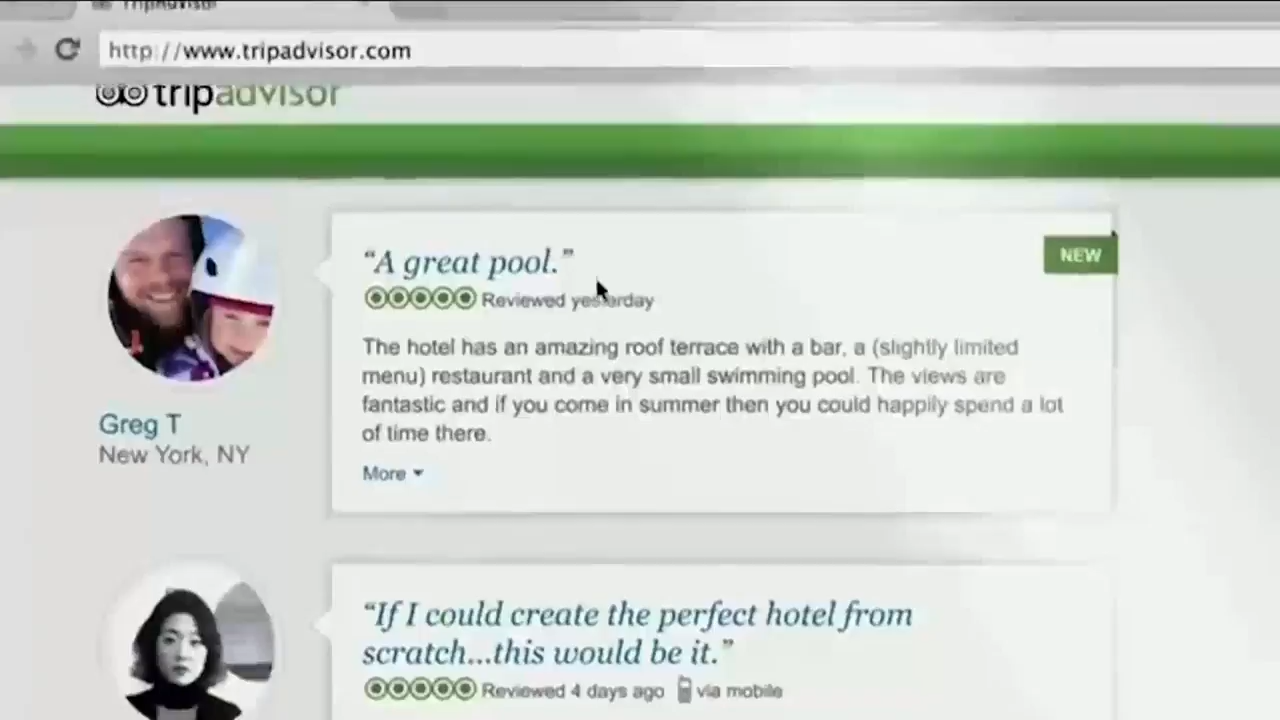 TripAdvisor
http://www.tripadvisor.com
tripadvisor
"A great pool."
NEW
Reviewed yesterday
The hotel has an amazing roof terrace with a bar, a (slightly limited
menu) restaurant and a very small swimming pool. The views are
fantastic and if you come in summer then you could happily spend a lot
of time there.
More
Greg T
New York, NY
"If I could create the perfect hotel from
scratch...this would be it."
Reviewed 4 days ago via mobile